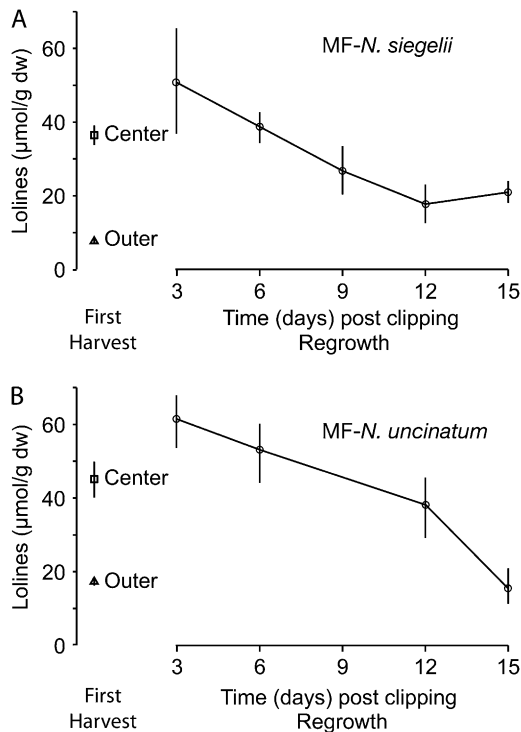 A
MF-N. siegelii
Lolines (µmol/g dw)
60
40
20
0
Center
Outer
3 6 9 12 15
First Harvest
Time (days) post clipping
Regrowth
B
MF-N. uncinatum
Lolines (µmol/g dw)
60
40
20
0
Center
Outer
3 6 9 12 15
First Harvest
Time (days) post clipping
Regrowth